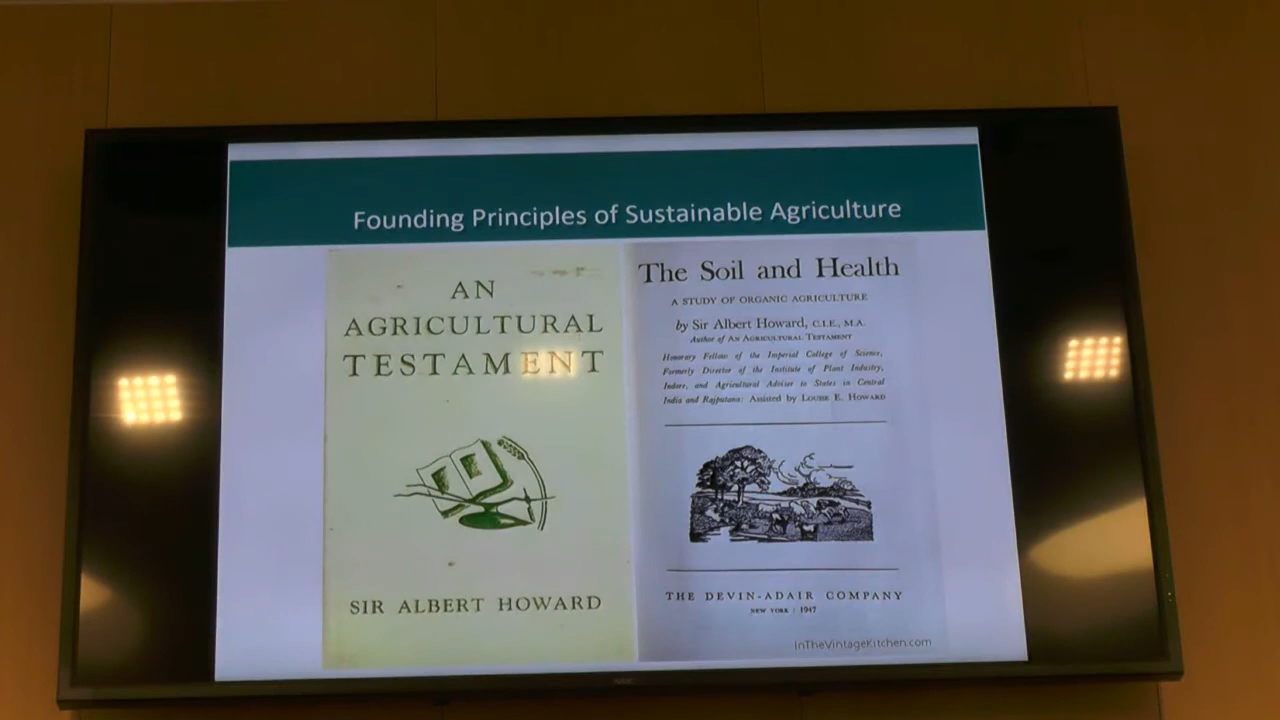 Founding Principles of Sustainable Agriculture
AN
AGRICULTURAL
TESTAMENT
SIR ALBERT HOWARD
The Soil and Health
A STUDY OF ORGANIC AGRICULTURE
by Sir Albert Howard, C.I.E., M.A.
Author of AN AGRICULTURAL TESTAMENT
Honorary Fellow of the Imperial College of Science,
Formerly Director of the Institute of Plant Industry,
Indore, and Agricultural Adviser to States in Central
India and Rajputana: Assisted by LOUISE E. HOWARD
THE DEVIN-ADAIR COMPANY
NEW YORK : 1947
InTheVintageKitchen.com